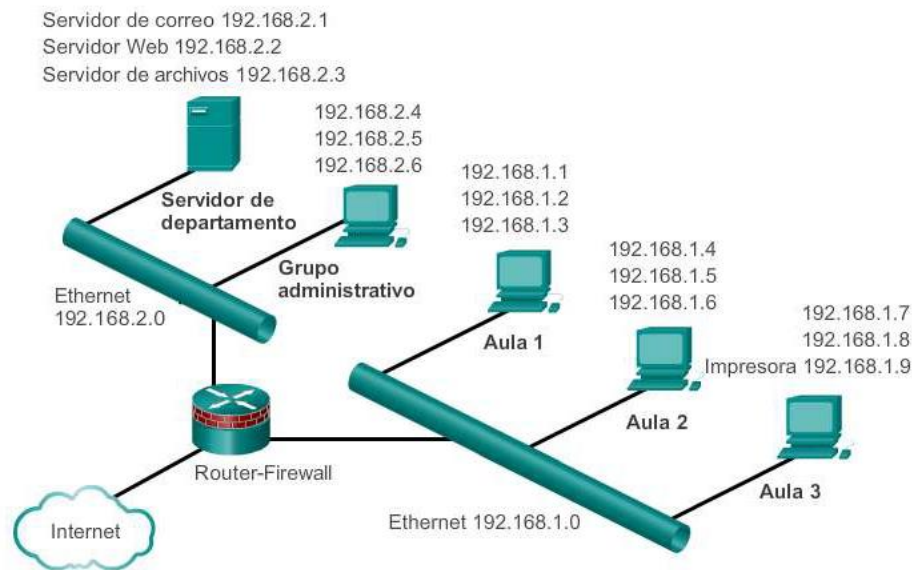 Servidor de correo 192.168.2.1
Servidor Web 192.168.2.2
Servidor de archivos 192.168.2.3
192.168.2.4
192.168.2.5
192.168.2.6
Servidor de
departamento
Grupo
administrativo
Ethernet
192.168.2.0
192.168.1.1
192.168.1.2
192.168.1.3
Aula 1
192.168.1.4
192.168.1.5
192.168.1.6
Aula 2
192.168.1.7
192.168.1.8
Impresora 192.168.1.9
Aula 3
Router-Firewall
Ethernet 192.168.1.0
Internet